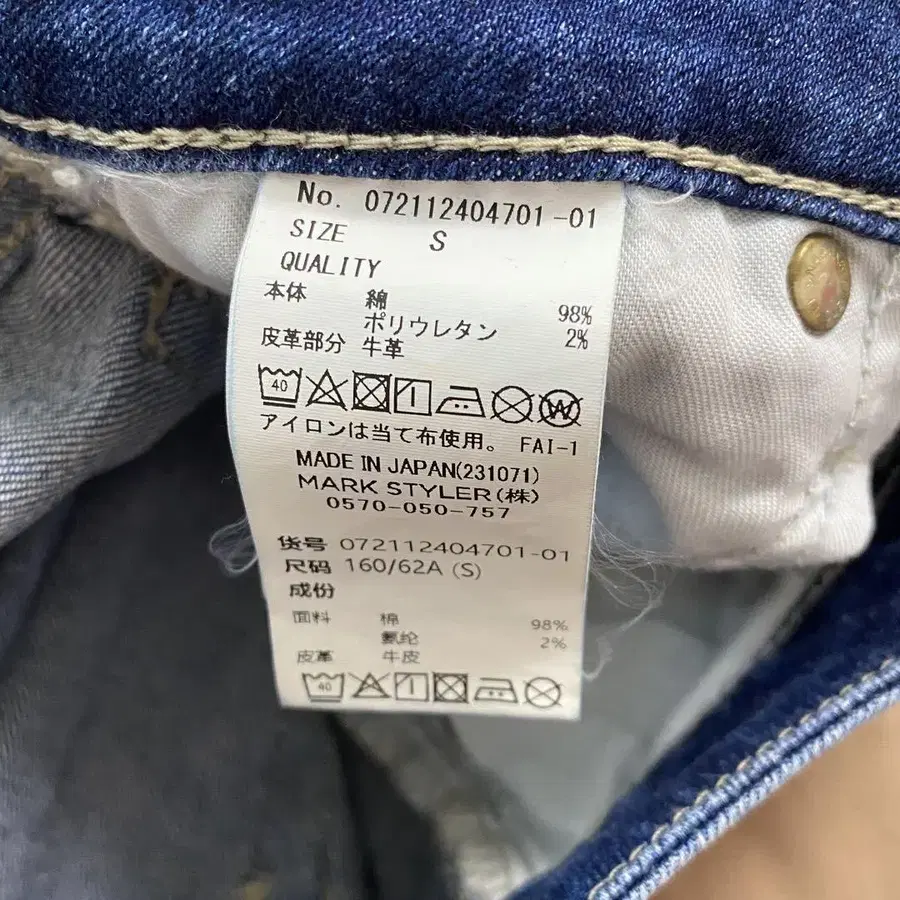 No. 072112404701-01
SIZE S
QUALITY
本体 綿 98%
ポリウレタン 2%
皮革部分 牛革
40
アイロンは当て布使用。 FAI-1
MADE IN JAPAN(231071)
MARK STYLER(株)
0570-050-757
货号 072112404701-01
尺码 160/62A (S)
成份
面料 棉 98%
氨纶 2%
皮革 牛皮
40